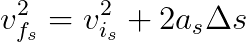 $v_{f_s}^2 = v_{i_s}^2 + 2a_s\Delta s$